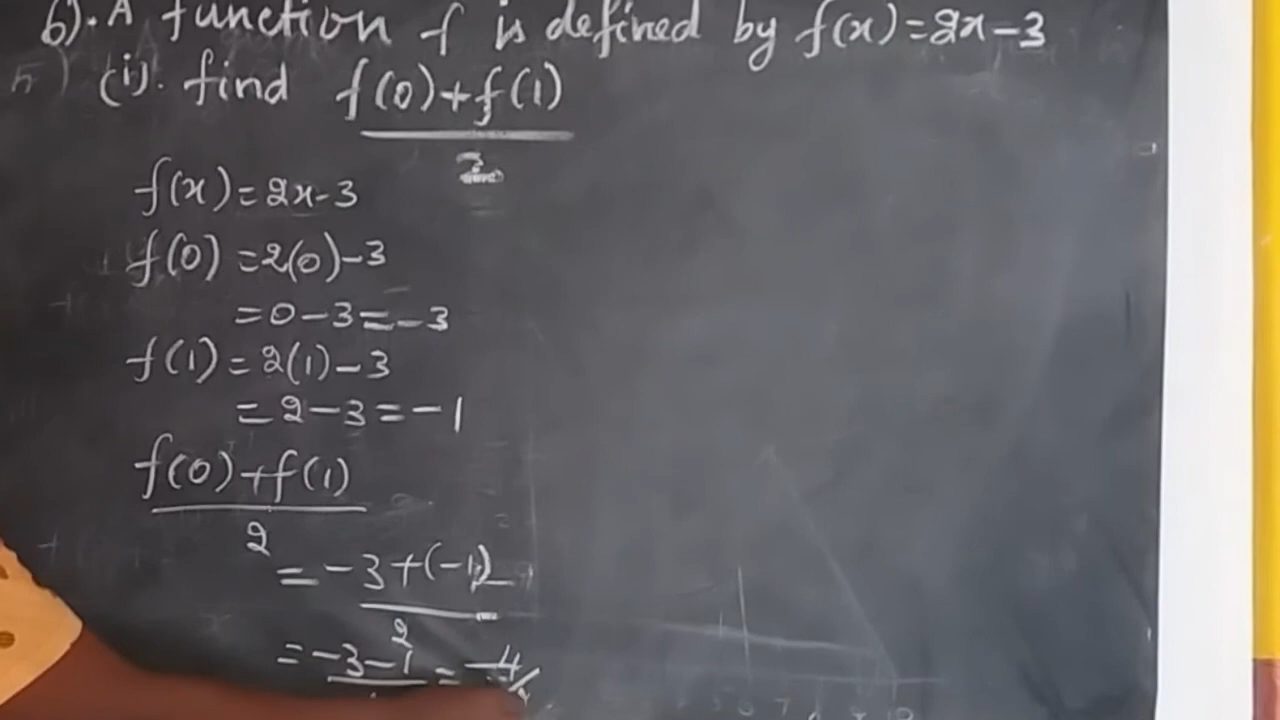 6). A function f is defined by f(x)=2x-3
(i). find f(0)+f(1)
2
f(x)=2x-3
f(0)=2(0)-3
=0-3=-3
f(1)=2(1)-3
=2-3=-1
f(0)+f(1)
2
=-3+(-1)
2
=-3-1=-4